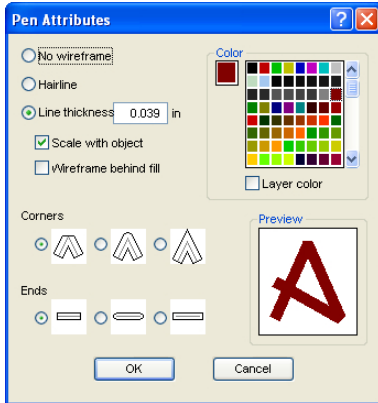 Pen Attributes
No wireframe
Hairline
Line thickness 0.039 in
Scale with object
Wireframe behind fill
Color
Layer color
Corners
Ends
Preview
OK Cancel